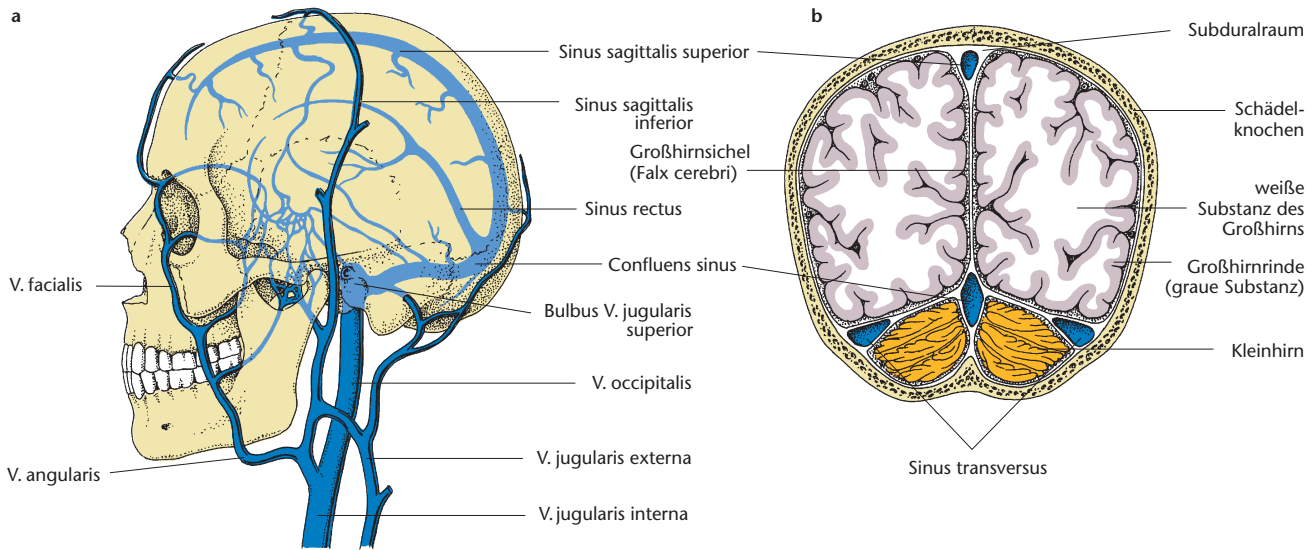 a
Sinus sagittalis superior
Sinus sagittalis
inferior
Großhirnsichel
(Falx cerebri)
Sinus rectus
Confluens sinus
Bulbus V. jugularis
superior
V. occipitalis
V. jugularis externa
V. jugularis interna
V. facialis
V. angularis
b
Subduralraum
Schädel-
knochen
weiße
Substanz des
Großhirns
Großhirnrinde
(graue Substanz)
Kleinhirn
Sinus transversus